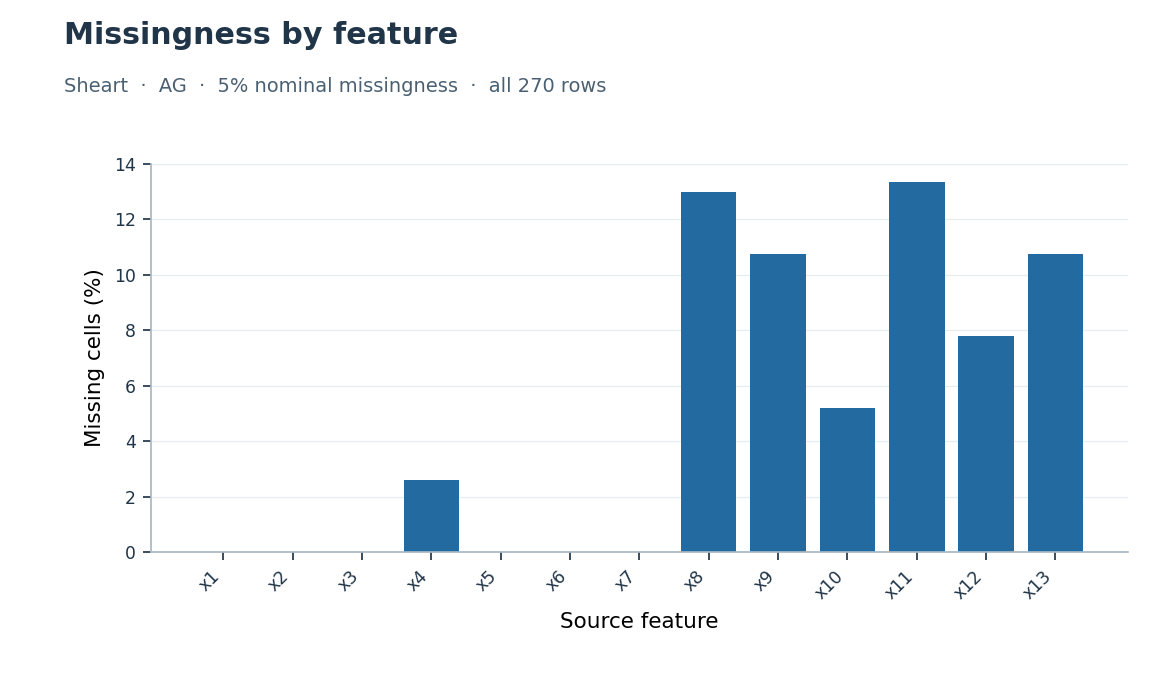 Missingness by feature
Sheart · AG · 5% nominal missingness · all 270 rows
Missing cells (%)
14
12
10
8
6
4
2
0
x1 x2 x3 x4 x5 x6 x7 x8 x9 x10 x11 x12 x13
Source feature